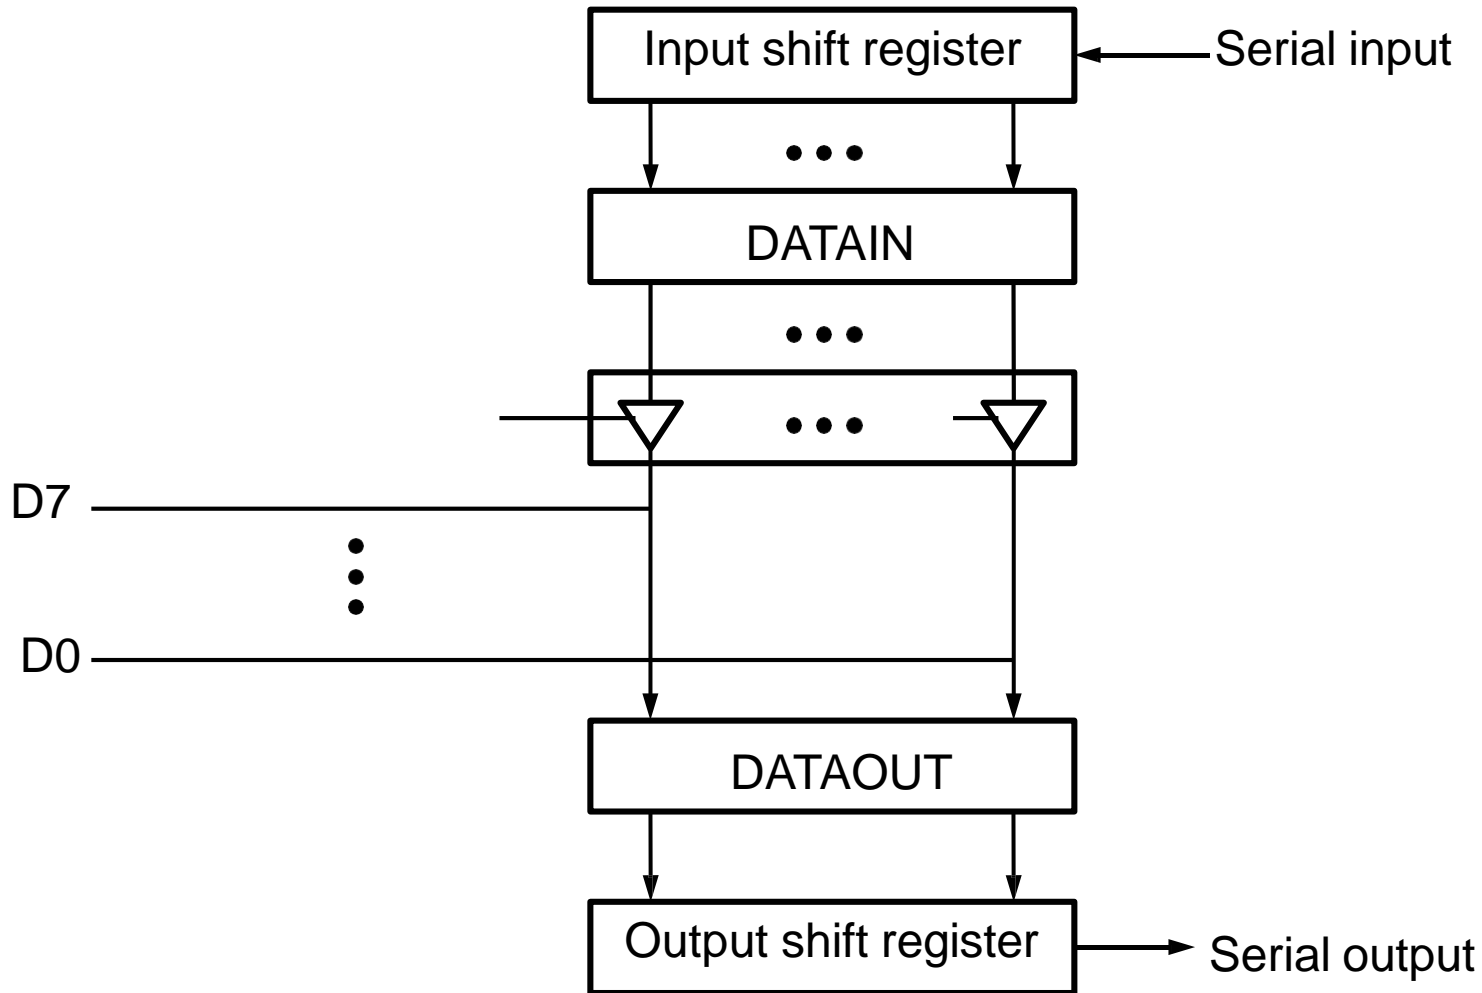 Input shift register
Serial input
DATAIN
D7
D0
DATAOUT
Output shift register
Serial output